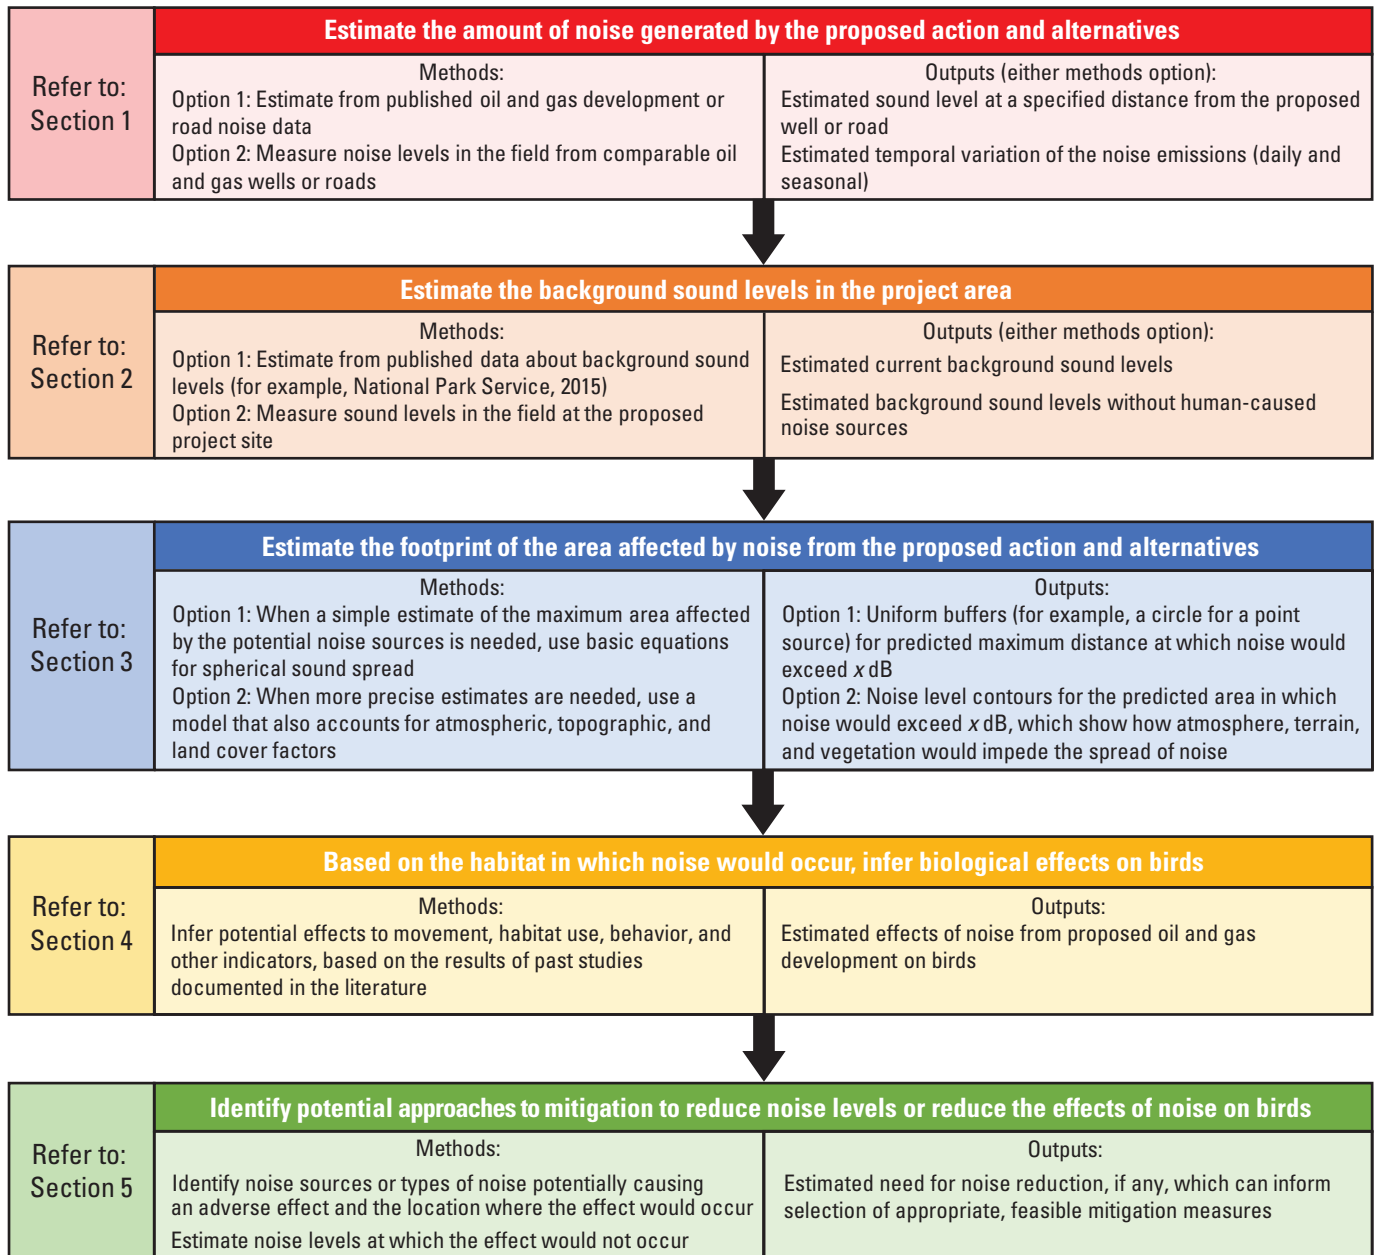 Refer to:
Section 1
Estimate the amount of noise generated by the proposed action and alternatives
Methods:
Option 1: Estimate from published oil and gas development or
road noise data
Option 2: Measure noise levels in the field from comparable oil
and gas wells or roads
Outputs (either methods option):
Estimated sound level at a specified distance from the proposed
well or road
Estimated temporal variation of the noise emissions (daily and
seasonal)
Refer to:
Section 2
Estimate the background sound levels in the project area
Methods:
Option 1: Estimate from published data about background sound
levels (for example, National Park Service, 2015)
Option 2: Measure sound levels in the field at the proposed
project site
Outputs (either methods option):
Estimated current background sound levels
Estimated background sound levels without human-caused
noise sources
Refer to:
Section 3
Estimate the footprint of the area affected by noise from the proposed action and alternatives
Methods:
Option 1: When a simple estimate of the maximum area affected
by the potential noise sources is needed, use basic equations
for spherical sound spread
Option 2: When more precise estimates are needed, use a
model that also accounts for atmospheric, topographic, and
land cover factors
Outputs:
Option 1: Uniform buffers (for example, a circle for a point
source) for predicted maximum distance at which noise would
exceed x dB
Option 2: Noise level contours for the predicted area in which
noise would exceed x dB, which show how atmosphere, terrain,
and vegetation would impede the spread of noise
Refer to:
Section 4
Based on the habitat in which noise would occur, infer biological effects on birds
Methods:
Infer potential effects to movement, habitat use, behavior, and
other indicators, based on the results of past studies
documented in the literature
Outputs:
Estimated effects of noise from proposed oil and gas
development on birds
Refer to:
Section 5
Identify potential approaches to mitigation to reduce noise levels or reduce the effects of noise on birds
Methods:
Identify noise sources or types of noise potentially causing
an adverse effect and the location where the effect would occur
Estimate noise levels at which the effect would not occur
Outputs:
Estimated need for noise reduction, if any, which can inform
selection of appropriate, feasible mitigation measures